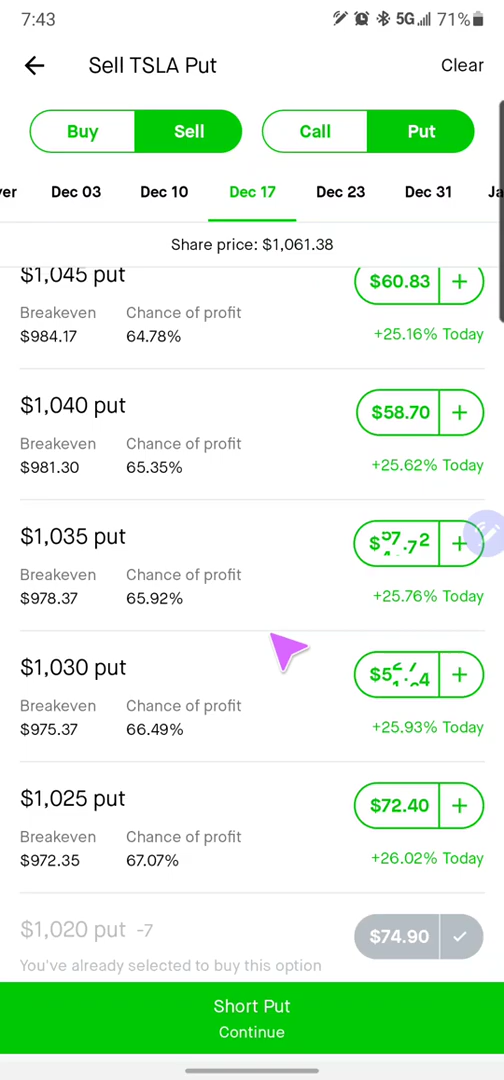 7:43 5G 71%
Sell TSLA Put Clear
Buy Sell Call Put
Dec 03 Dec 10 Dec 17 Dec 23 Dec 31
Share price: $1,061.38
$1,045 put $60.83 +
Breakeven Chance of profit
$984.17 64.78% +25.16% Today
$1,040 put $58.70 +
Breakeven Chance of profit
$981.30 65.35% +25.62% Today
$1,035 put +
Breakeven Chance of profit
$978.37 65.92% +25.76% Today
$1,030 put +
Breakeven Chance of profit
$975.37 66.49% +25.93% Today
$1,025 put $72.40 +
Breakeven Chance of profit
$972.35 67.07% +26.02% Today
$1,020 put -7 $74.90
You've already selected to buy this option
Short Put
Continue